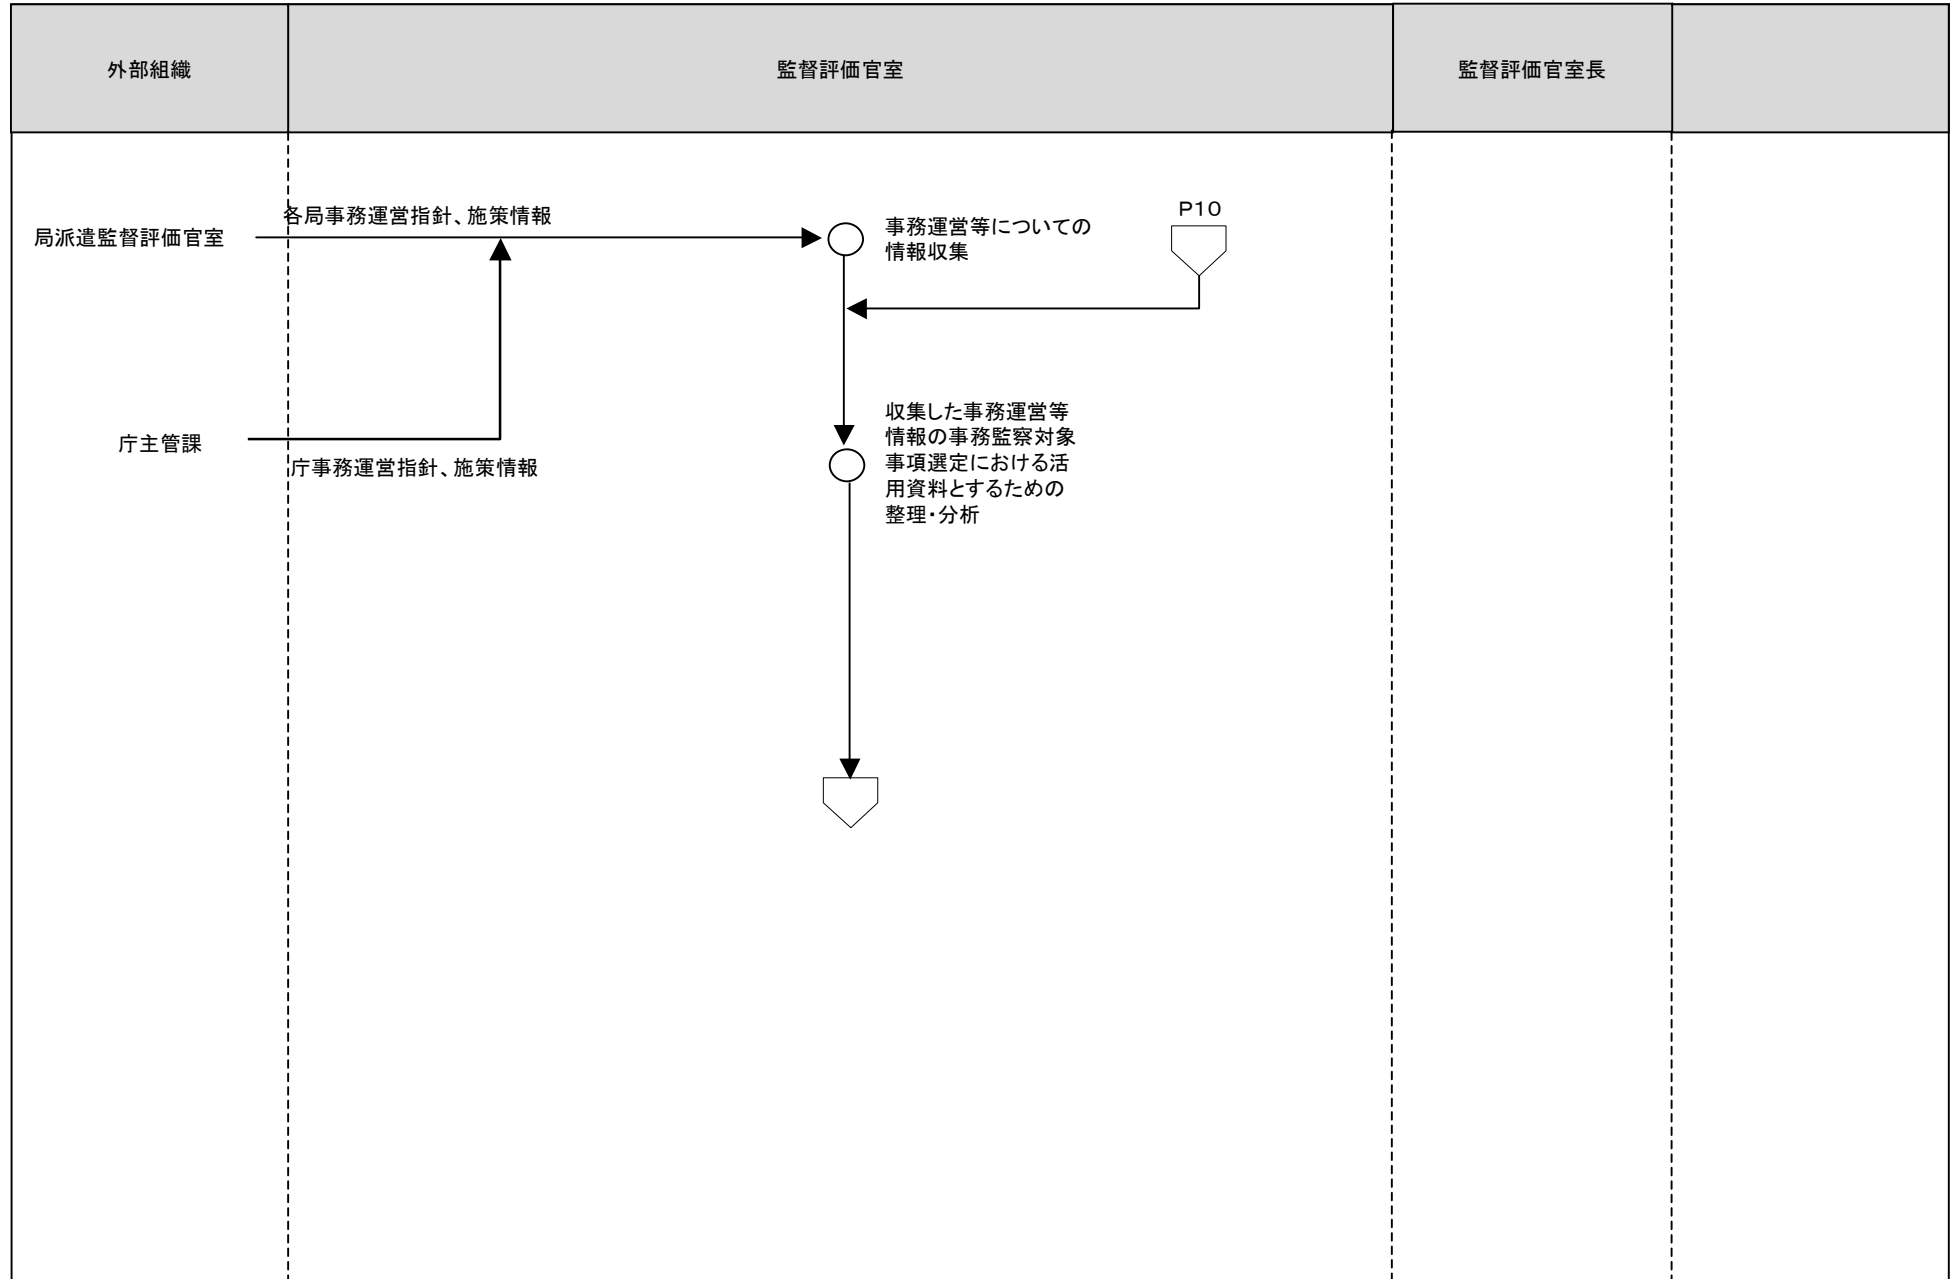 外部組織
監督評価官室
監督評価官室長
各局事務運営指針、施策情報
局派遣監督評価官室
事務運営等についての
情報収集
P10
庁主管課
庁事務運営指針、施策情報
収集した事務運営等
情報の事務監察対象
事項選定における活
用資料とするための
整理・分析